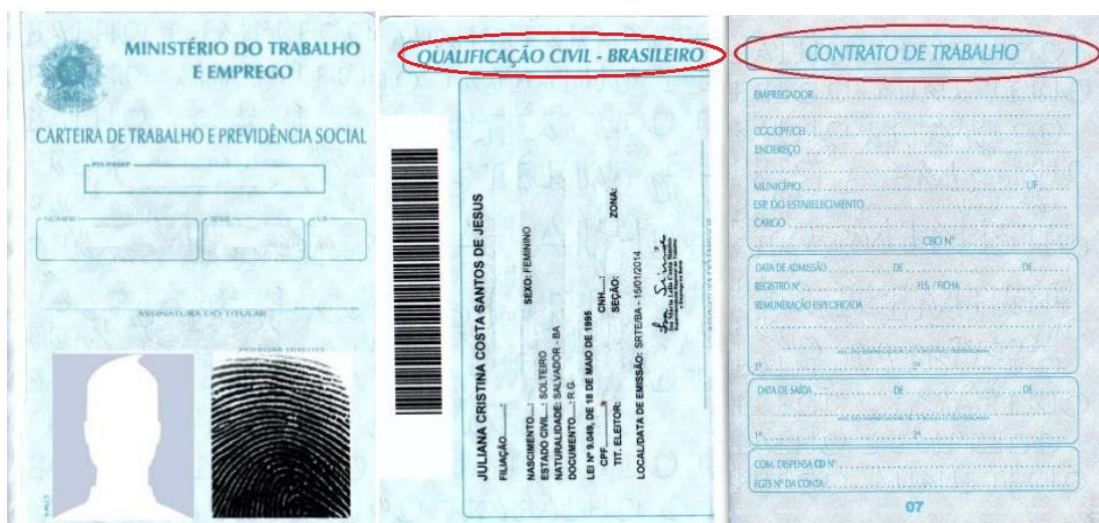 MINISTÉRIO DO TRABALHO
E EMPREGO
CARTEIRA DE TRABALHO E PREVIDÊNCIA SOCIAL
PIS/PASEP
NÚMERO SÉRIE UF
ASSINATURA DO TITULAR
POLEGAR DIREITO
QUALIFICAÇÃO CIVIL - BRASILEIRO
JULIANA CRISTINA COSTA SANTOS DE JESUS
FILIAÇÃO........:
NASCIMENTO....: SEXO: FEMININO
ESTADO CIVIL...: SOLTEIRO
NATURALIDADE: SALVADOR - BA
DOCUMENTO....: R.G.
LEI Nº 9.049, DE 18 DE MAIO DE 1995
CPF........: CNH.....:
TIT. ELEITOR: SEÇÃO: ZONA:
LOCAL/DATA DE EMISSÃO: SRTE/BA - 15/01/2014
CONTRATO DE TRABALHO
EMPREGADOR
CGC/CPF/CEI
ENDEREÇO
MUNICÍPIO UF
ESP. DO ESTABELECIMENTO
CARGO
CBO Nº
DATA DE ADMISSÃO DE DE
REGISTRO Nº FLS. / FICHA
REMUNERAÇÃO ESPECIFICADA
1ª 2ª
DATA DE SAÍDA DE DE
1ª 2ª
COM. DISPENSA CD Nº
FGTS Nº DA CONTA
07